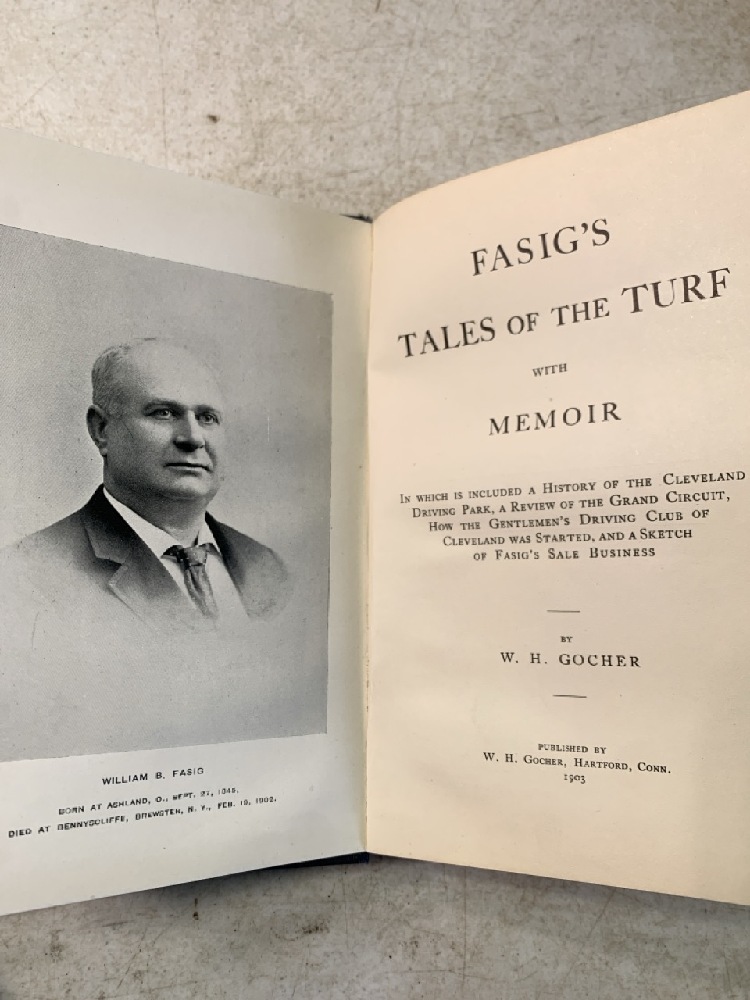 WILLIAM B. FASIG
BORN AT ASHLAND, O., SEPT. 27, 1845.
DIED AT BENNYSCLIFFE, BREWSTER, N. Y., FEB. 19, 1902.
FASIG'S
TALES OF THE TURF
WITH
MEMOIR
IN WHICH IS INCLUDED A HISTORY OF THE CLEVELAND
DRIVING PARK, A REVIEW OF THE GRAND CIRCUIT,
HOW THE GENTLEMEN'S DRIVING CLUB OF
CLEVELAND WAS STARTED, AND A SKETCH
OF FASIG'S SALE BUSINESS
BY
W. H. GOCHER
PUBLISHED BY
W. H. GOCHER, HARTFORD, CONN.
1903